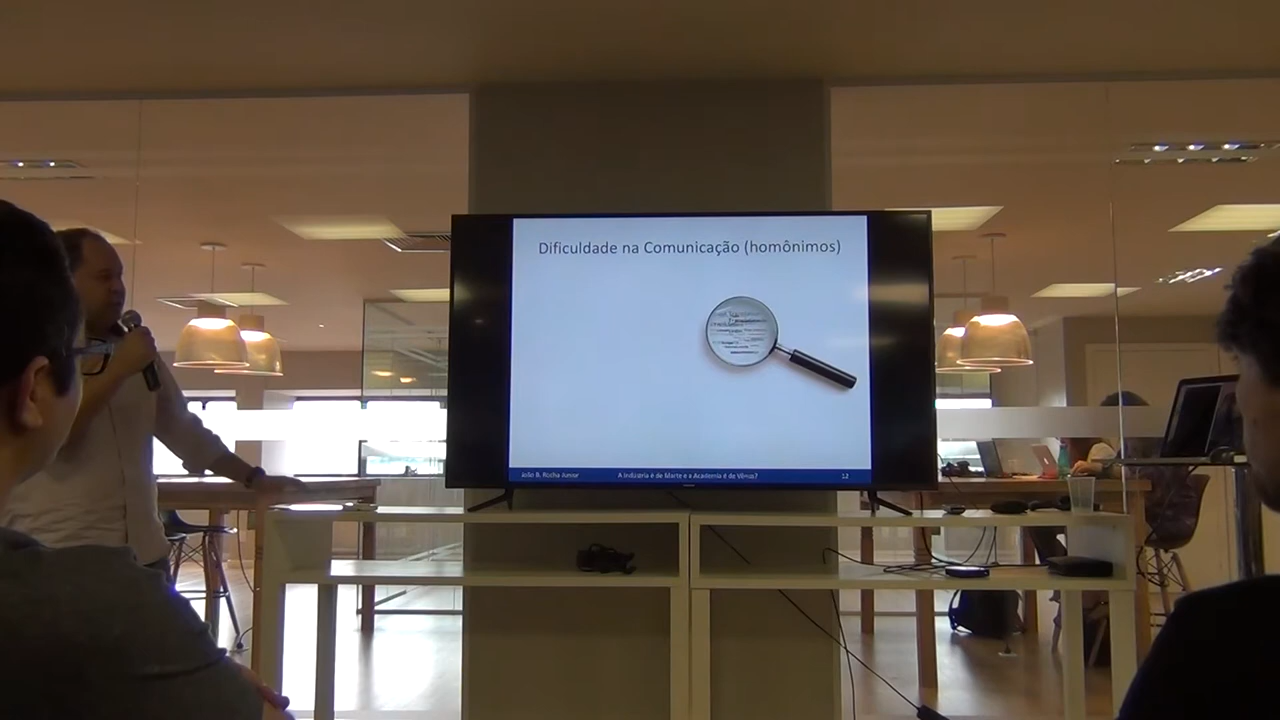 Dificuldade na Comunicação (homônimos)
João B. Rocha-Junior
A Indústria é de Marte e a Academia é de Vênus?
12